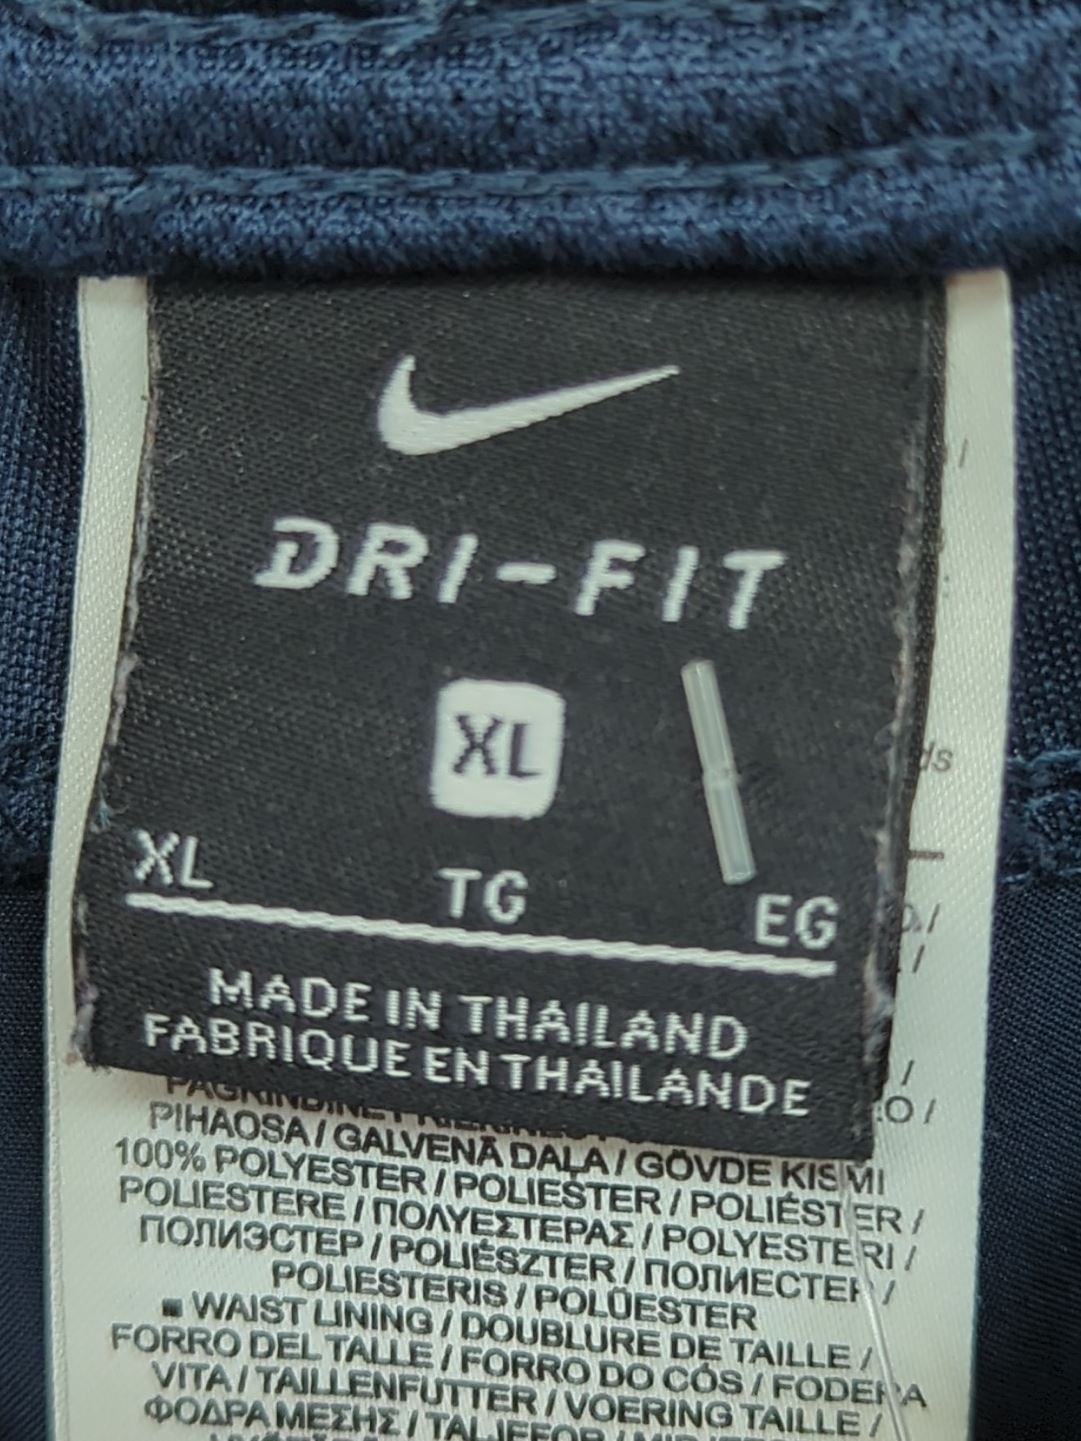 DRI-FIT
XL
XL TG EG
MADE IN THAILAND
FABRIQUE EN THAILANDE
PIHAOSA / GALVENĀ DAĻA / GÖVDE KISMI
100% POLYESTER / POLIÉSTER / POLIÉSTER /
POLIESTERE / ΠΟΛΥΕΣΤΕΡΑΣ / POLYESTERI /
ПОЛИЭСТЕР / POLIÉSZTER / ПОЛИЕСТЕР /
POLIESTERIS / POLÜESTER
■ WAIST LINING / DOUBLURE DE TAILLE /
FORRO DEL TALLE / FORRO DO CÓS / FODERA
VITA / TAILLENFUTTER / VOERING TAILLE /
ΦΟΔΡΑ ΜΕΣΗΣ / TALJEFOR /